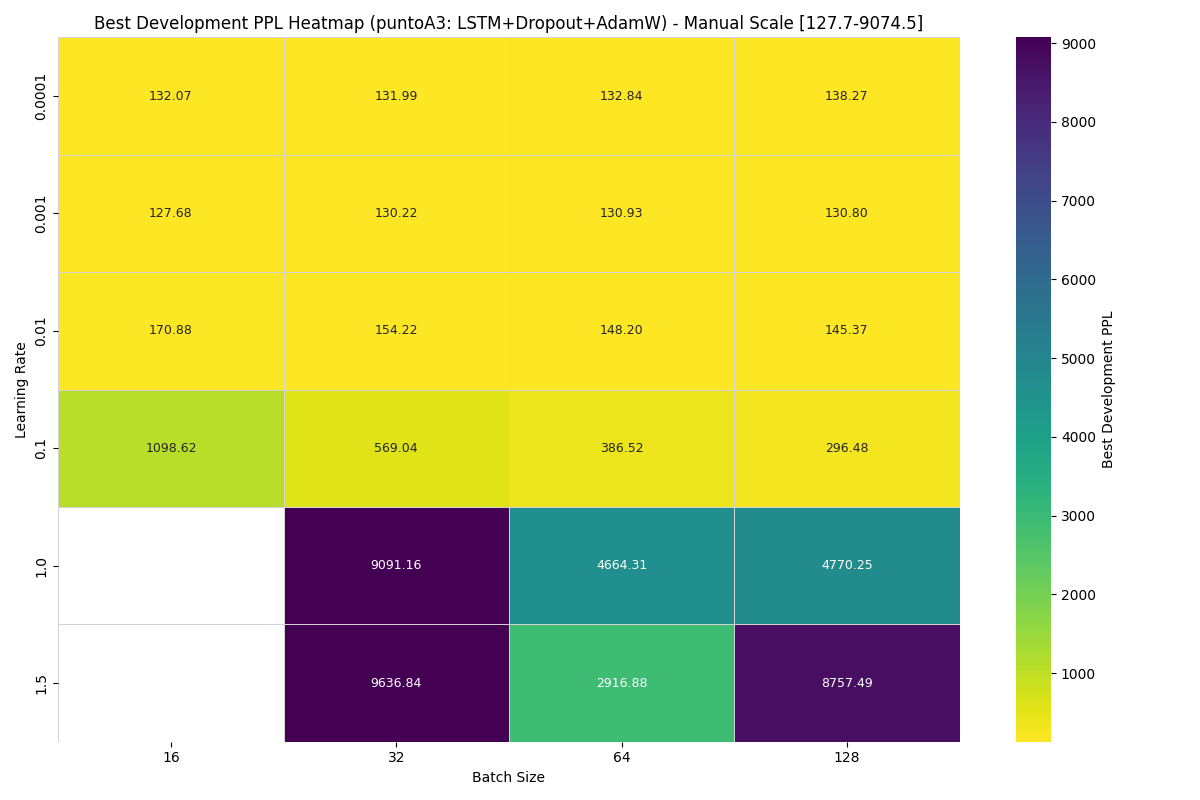 Best Development PPL Heatmap (puntoA3: LSTM+Dropout+AdamW) - Manual Scale [127.7-9074.5]
0.0001 132.07 131.99 132.84 138.27
0.001 127.68 130.22 130.93 130.80
0.01 170.88 154.22 148.20 145.37
0.1 1098.62 569.04 386.52 296.48
1.0 9091.16 4664.31 4770.25
1.5 9636.84 2916.88 8757.49
16 32 64 128
Batch Size
Learning Rate
9000
8000
7000
6000
5000
4000
3000
2000
1000
Best Development PPL